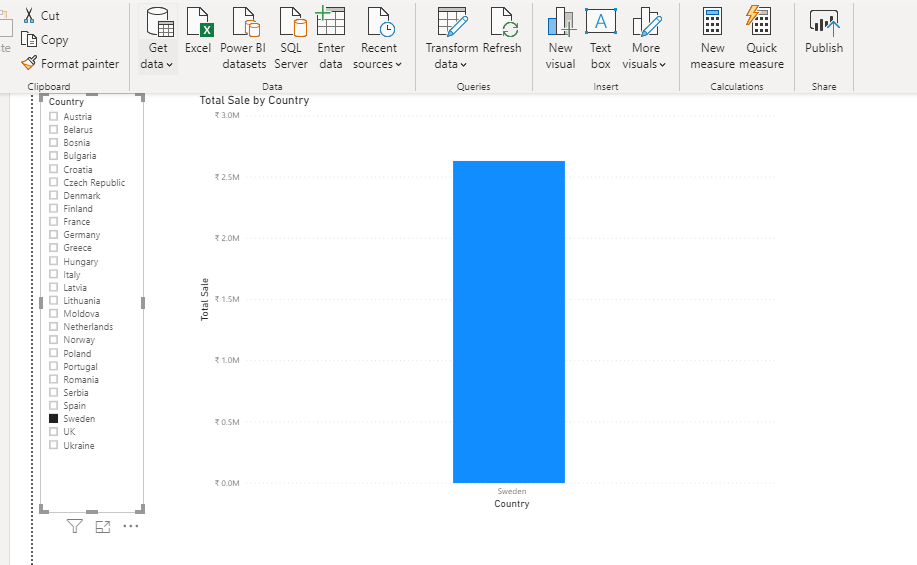 Cut
Copy
Format painter
Clipboard
Get data
Excel
Power BI datasets
SQL Server
Enter data
Recent sources
Data
Transform data
Refresh
Queries
New visual
Text box
More visuals
Insert
New measure
Quick measure
Calculations
Publish
Share
Country
Austria
Belarus
Bosnia
Bulgaria
Croatia
Czech Republic
Denmark
Finland
France
Germany
Greece
Hungary
Italy
Latvia
Lithuania
Moldova
Netherlands
Norway
Poland
Portugal
Romania
Serbia
Spain
Sweden
UK
Ukraine
Total Sale by Country
₹ 3.0M
₹ 2.5M
₹ 2.0M
₹ 1.5M
₹ 1.0M
₹ 0.5M
₹ 0.0M
Total Sale
Sweden
Country